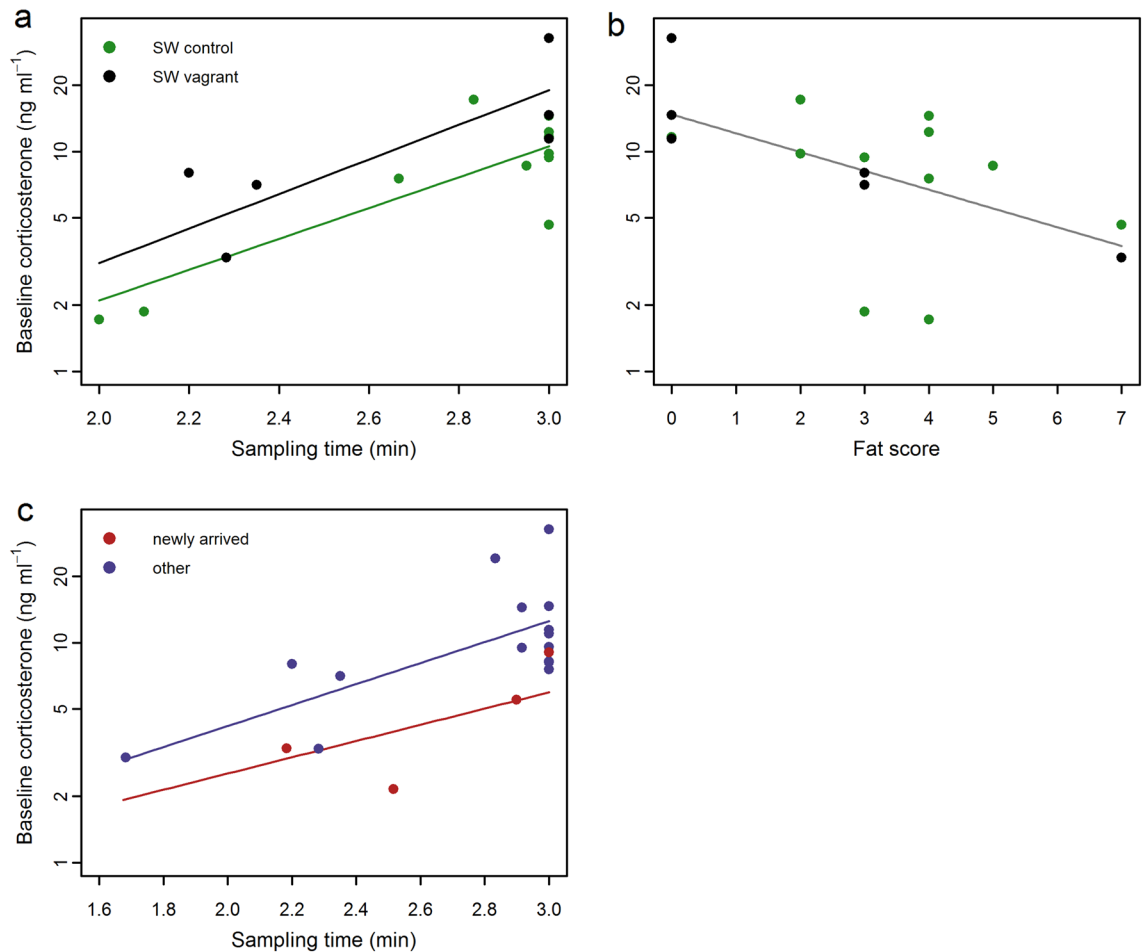 a
Baseline corticosterone (ng ml⁻¹)
20
10
5
2
1
SW control
SW vagrant
2.0 2.2 2.4 2.6 2.8 3.0
Sampling time (min)
b
20
10
5
2
1
0 1 2 3 4 5 6 7
Fat score
c
Baseline corticosterone (ng ml⁻¹)
20
10
5
2
1
newly arrived
other
1.6 1.8 2.0 2.2 2.4 2.6 2.8 3.0
Sampling time (min)